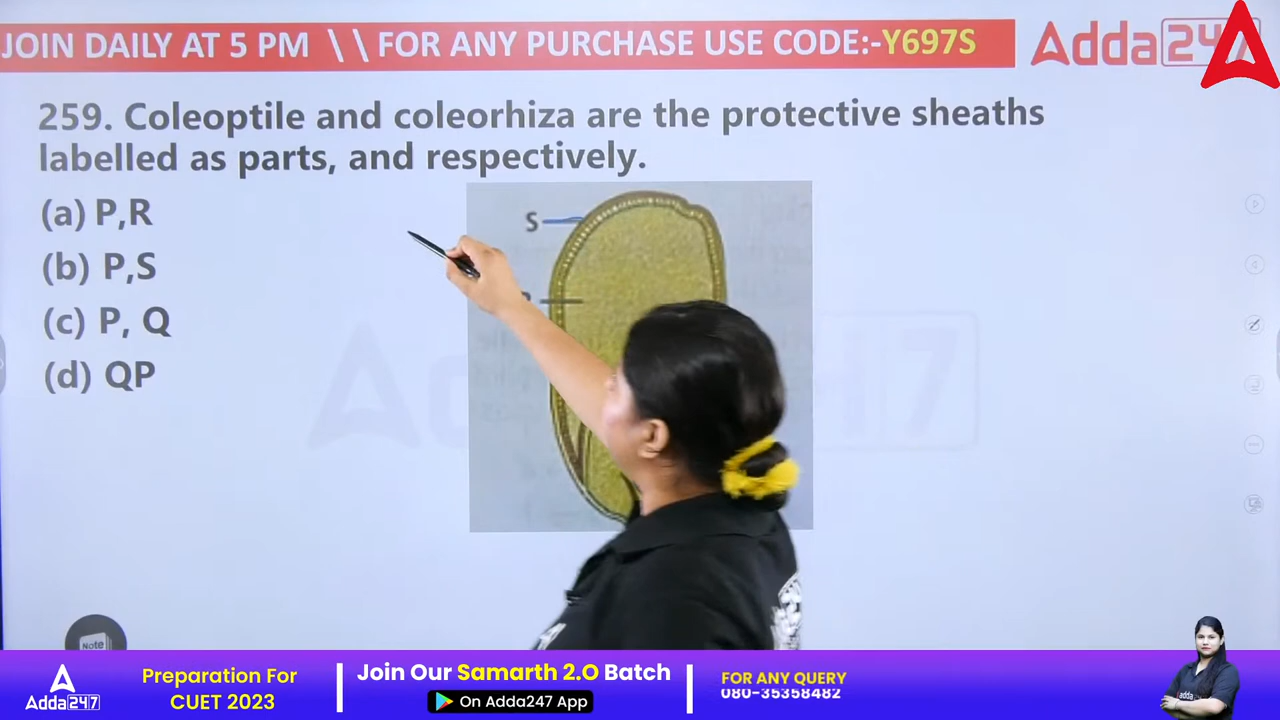 JOIN DAILY AT 5 PM \\ FOR ANY PURCHASE USE CODE:-Y697S
Adda247
259. Coleoptile and coleorhiza are the protective sheaths
labelled as parts, and respectively.
(a) P,R
(b) P,S
(c) P, Q
(d) QP
S
Note
Adda247
Preparation For
CUET 2023
Join Our Samarth 2.O Batch
On Adda247 App
FOR ANY QUERY
080-35358482